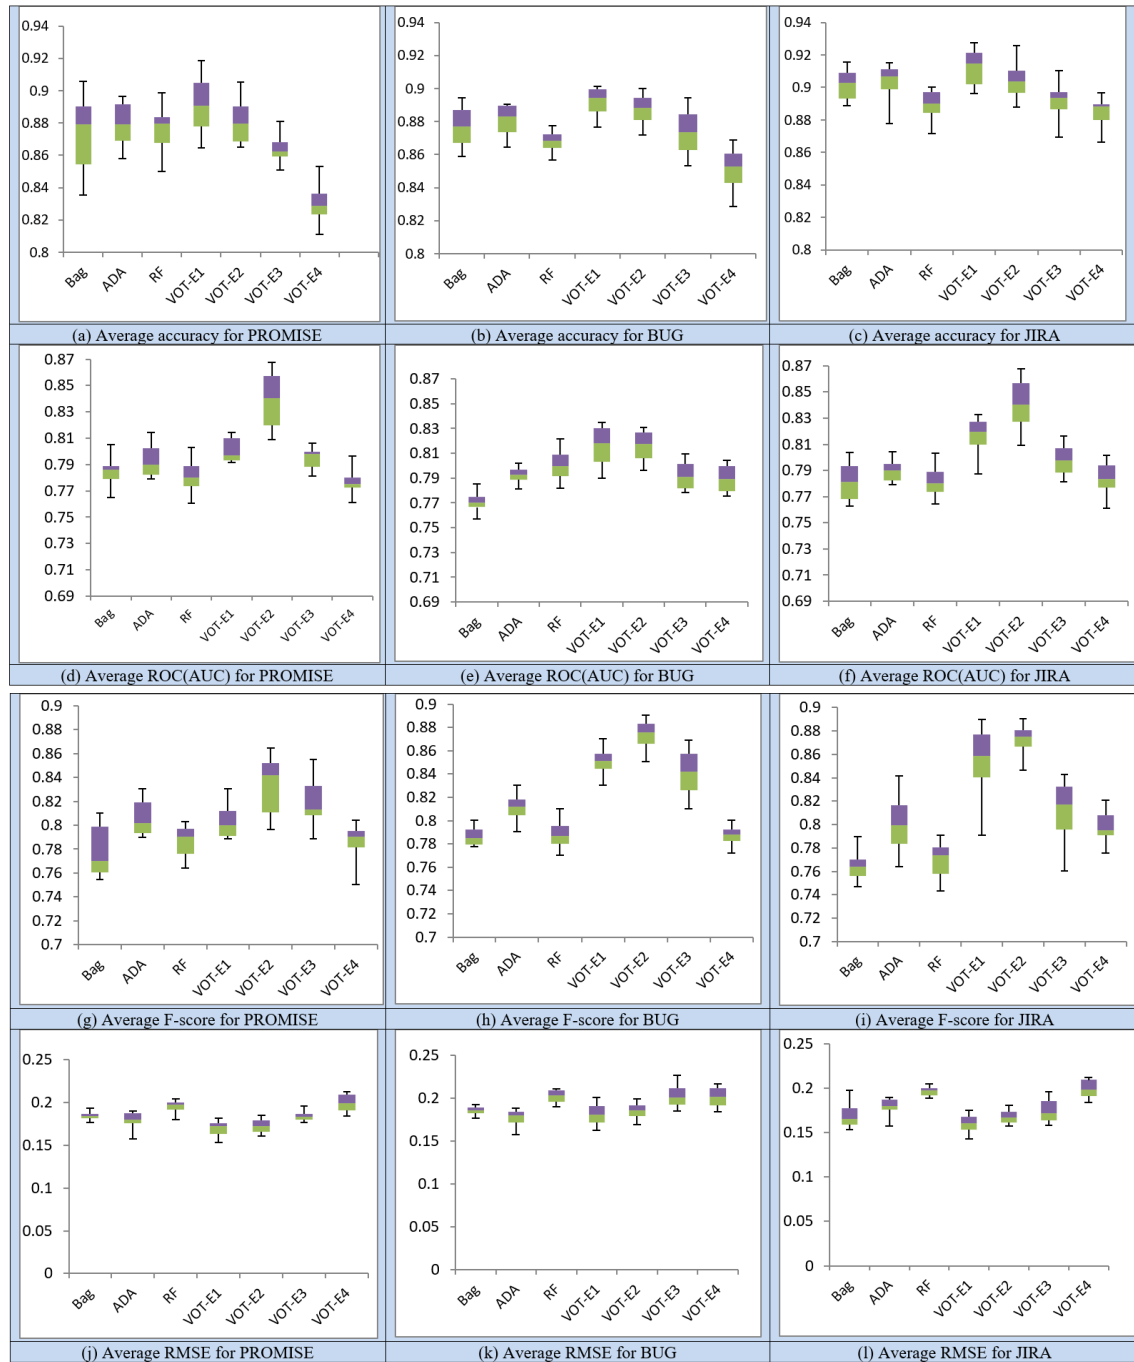 0.94
0.92
0.9
0.88
0.86
0.84
0.82
0.8
Bag
ADA
RF
VOT-E1
VOT-E2
VOT-E3
VOT-E4
(a) Average accuracy for PROMISE
0.94
0.92
0.9
0.88
0.86
0.84
0.82
0.8
Bag
ADA
RF
VOT-E1
VOT-E2
VOT-E3
VOT-E4
(b) Average accuracy for BUG
0.94
0.92
0.9
0.88
0.86
0.84
0.82
0.8
Bag
ADA
RF
VOT-E1
VOT-E2
VOT-E3
VOT-E4
(c) Average accuracy for JIRA
0.87
0.85
0.83
0.81
0.79
0.77
0.75
0.73
0.71
0.69
Bag
ADA
RF
VOT-E1
VOT-E2
VOT-E3
VOT-E4
(d) Average ROC(AUC) for PROMISE
0.87
0.85
0.83
0.81
0.79
0.77
0.75
0.73
0.71
0.69
Bag
ADA
RF
VOT-E1
VOT-E2
VOT-E3
VOT-E4
(e) Average ROC(AUC) for BUG
0.87
0.85
0.83
0.81
0.79
0.77
0.75
0.73
0.71
0.69
Bag
ADA
RF
VOT-E1
VOT-E2
VOT-E3
VOT-E4
(f) Average ROC(AUC) for JIRA
0.9
0.88
0.86
0.84
0.82
0.8
0.78
0.76
0.74
0.72
0.7
Bag
ADA
RF
VOT-E1
VOT-E2
VOT-E3
VOT-E4
(g) Average F-score for PROMISE
0.9
0.88
0.86
0.84
0.82
0.8
0.78
0.76
0.74
0.72
0.7
Bag
ADA
RF
VOT-E1
VOT-E2
VOT-E3
VOT-E4
(h) Average F-score for BUG
0.9
0.88
0.86
0.84
0.82
0.8
0.78
0.76
0.74
0.72
0.7
Bag
ADA
RF
VOT-E1
VOT-E2
VOT-E3
VOT-E4
(i) Average F-score for JIRA
0.25
0.2
0.15
0.1
0.05
0
Bag
ADA
RF
VOT-E1
VOT-E2
VOT-E3
VOT-E4
(j) Average RMSE for PROMISE
0.25
0.2
0.15
0.1
0.05
0
Bag
ADA
RF
VOT-E1
VOT-E2
VOT-E3
VOT-E4
(k) Average RMSE for BUG
0.25
0.2
0.15
0.1
0.05
0
Bag
ADA
RF
VOT-E1
VOT-E2
VOT-E3
VOT-E4
(l) Average RMSE for JIRA